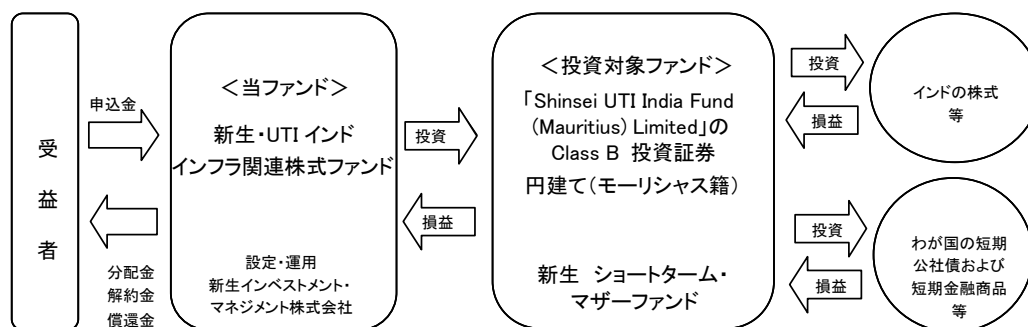 受
益
者
申込金
分配金
解約金
償還金
＜当ファンド＞
新生・UTI インド
インフラ関連株式ファンド
設定・運用
新生インベストメント・
マネジメント株式会社
投資
損益
＜投資対象ファンド＞
「Shinsei UTI India Fund
(Mauritius) Limited」の
Class B 投資証券
円建て（モーリシャス籍）
新生 ショートターム・
マザーファンド
投資
損益
インドの株式
等
投資
損益
わが国の短期
公社債および
短期金融商品
等